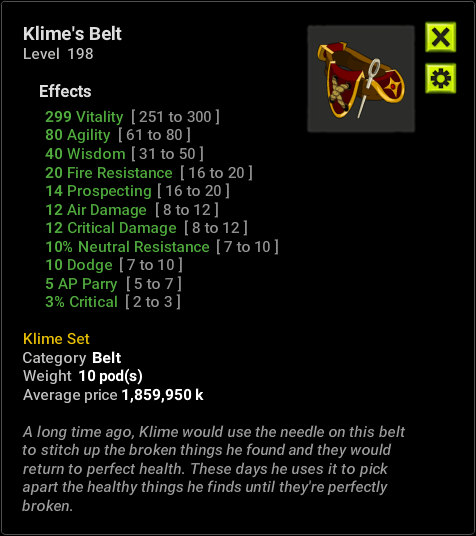 Klime's Belt
Level 198
Effects
299 Vitality [ 251 to 300 ]
80 Agility [ 61 to 80 ]
40 Wisdom [ 31 to 50 ]
20 Fire Resistance [ 16 to 20 ]
14 Prospecting [ 16 to 20 ]
12 Air Damage [ 8 to 12 ]
12 Critical Damage [ 8 to 12 ]
10% Neutral Resistance [ 7 to 10 ]
10 Dodge [ 7 to 10 ]
5 AP Parry [ 5 to 7 ]
3% Critical [ 2 to 3 ]
Klime Set
Category Belt
Weight 10 pod(s)
Average price 1,859,950 k
A long time ago, Klime would use the needle on this belt
to stitch up the broken things he found and they would
return to perfect health. These days he uses it to pick
apart the healthy things he finds until they're perfectly
broken.